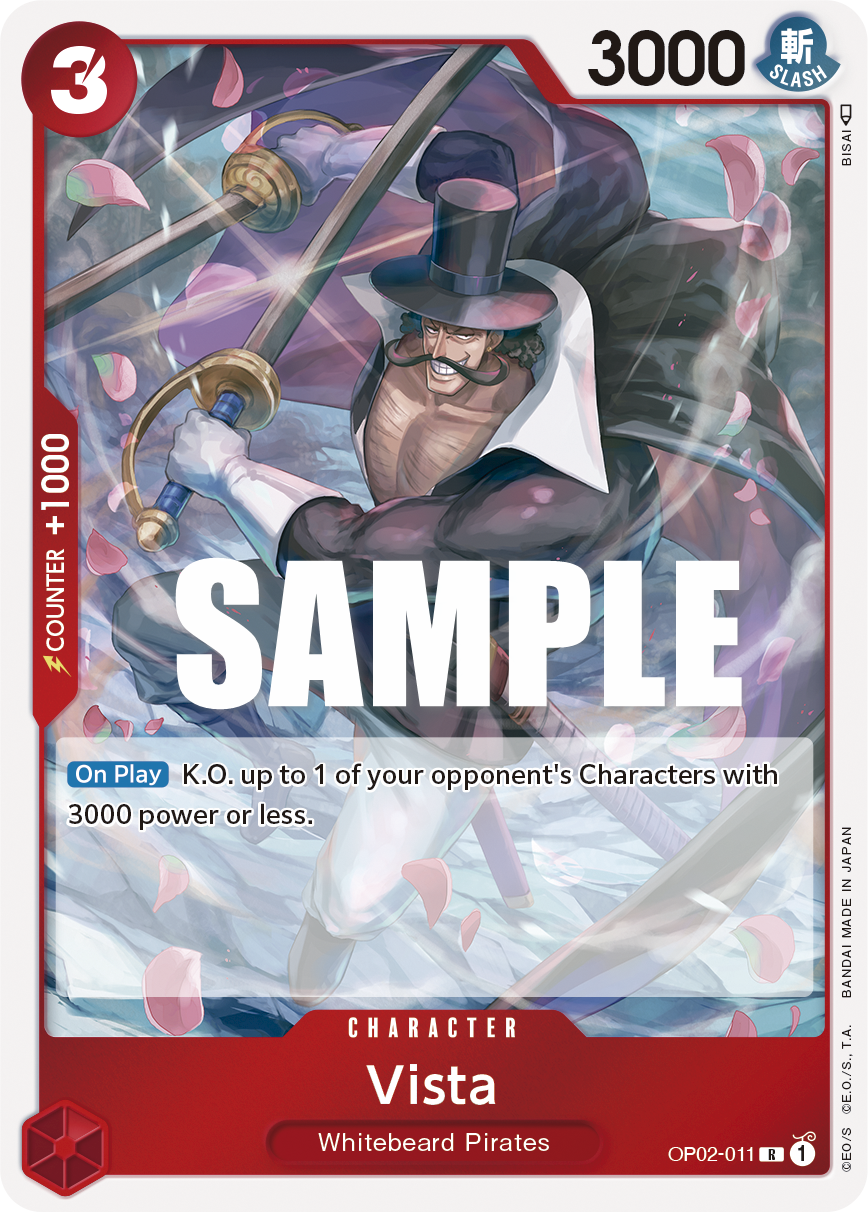 3
3000
斬
SLASH
BISAI
COUNTER +1000
SAMPLE
On Play K.O. up to 1 of your opponent's Characters with
3000 power or less.
CHARACTER
Vista
Whitebeard Pirates
OP02-011 R 1
©EO/S ©E.O./S., T.A. BANDAI MADE IN JAPAN